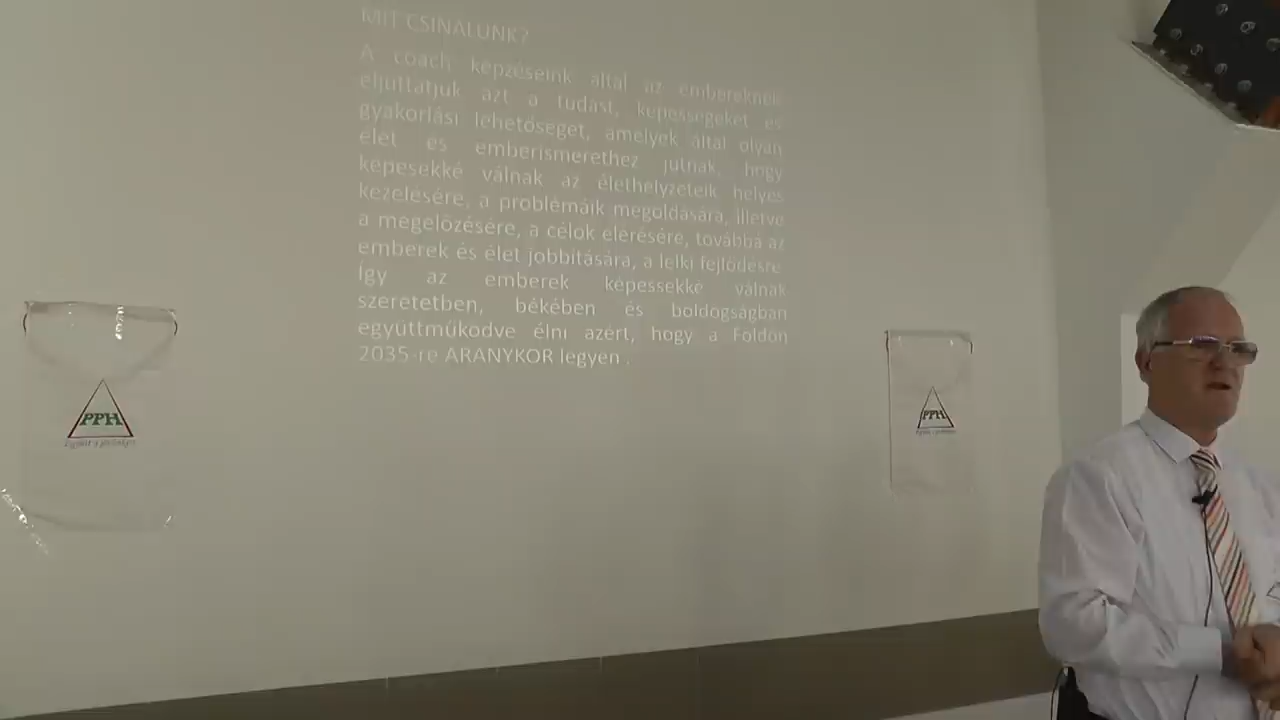 MIT CSINÁLUNK?
A coach képzéseink által az embereknek
eljuttatjuk azt a tudást, képességeket és
gyakorlási lehetőséget, amelyek által olyan
élet és emberismerethez jutnak, hogy
képesekké válnak az élethelyzeteik helyes
kezelésére, a problémáik megoldására, illetve
a megelőzésére, a célok elérésére, továbbá az
emberek és élet jobbítására, a lelki fejlődésre
Így az emberek képessekké válnak
szeretetben, békében és boldogságban
együttműködve élni azért, hogy a Földön
2035-re ARANYKOR legyen .
PPH
PPH